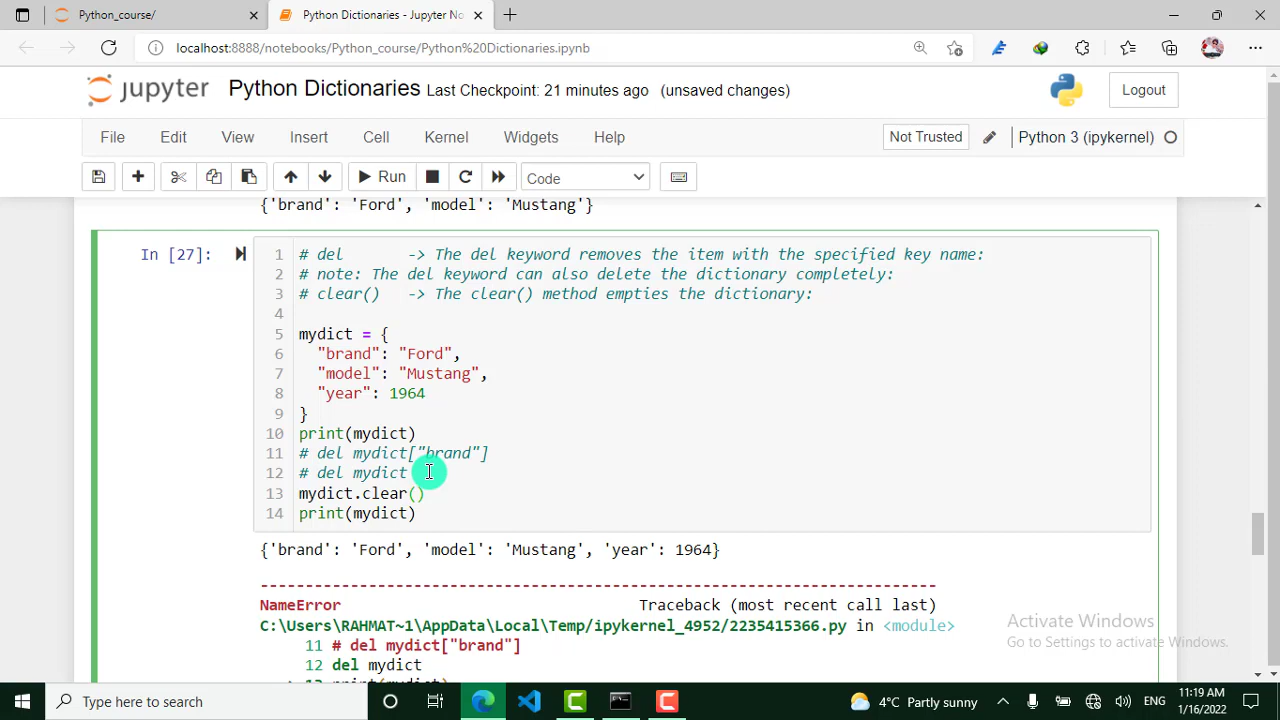 Python_course/
Python Dictionaries - Jupyter No
localhost:8888/notebooks/Python_course/Python%20Dictionaries.ipynb
jupyter Python Dictionaries Last Checkpoint: 21 minutes ago (unsaved changes)
Logout
File Edit View Insert Cell Kernel Widgets Help
Not Trusted
Python 3 (ipykernel)
Run
Code
{'brand': 'Ford', 'model': 'Mustang'}
In [27]:
1 # del -> The del keyword removes the item with the specified key name:
2 # note: The del keyword can also delete the dictionary completely:
3 # clear() -> The clear() method empties the dictionary:
4
5 mydict = {
6 "brand": "Ford",
7 "model": "Mustang",
8 "year": 1964
9 }
10 print(mydict)
11 # del mydict["brand"]
12 # del mydict
13 mydict.clear()
14 print(mydict)
{'brand': 'Ford', 'model': 'Mustang', 'year': 1964}
---------------------------------------------------------------------------
NameError Traceback (most recent call last)
C:\Users\RAHMAT~1\AppData\Local\Temp/ipykernel_4952/2235415366.py in <module>
11 # del mydict["brand"]
12 del mydict
Activate Windows
Go to Settings to activate Windows.
Type here to search
4°C Partly sunny
ENG
11:19 AM
1/16/2022